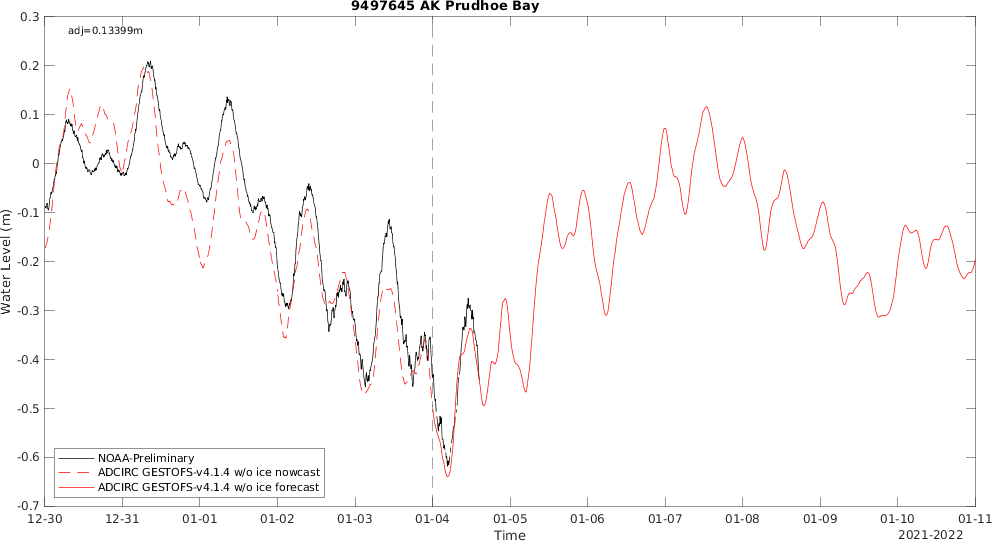 9497645 AK Prudhoe Bay
adj=0.13399m
0.3
0.2
0.1
0
-0.1
-0.2
-0.3
-0.4
-0.5
-0.6
-0.7
Water Level (m)
NOAA-Preliminary
ADCIRC GESTOFS-v4.1.4 w/o ice nowcast
ADCIRC GESTOFS-v4.1.4 w/o ice forecast
12-30 12-31 01-01 01-02 01-03 01-04 01-05 01-06 01-07 01-08 01-09 01-10 01-11
Time
2021-2022